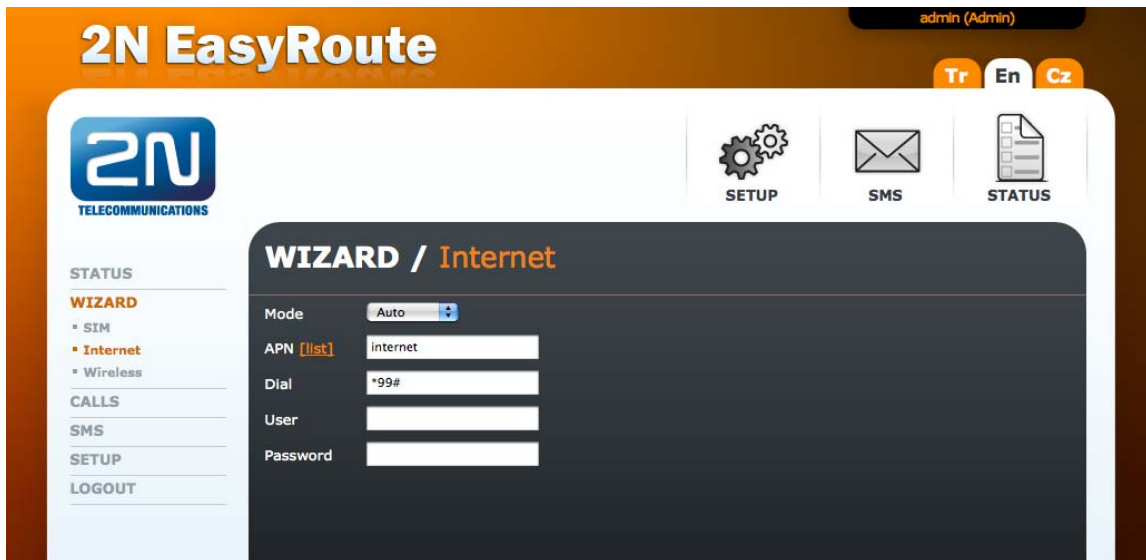 admin (Admin)
2N EasyRoute
Tr En Cz
2N
TELECOMMUNICATIONS
SETUP SMS STATUS
WIZARD / Internet
STATUS
WIZARD
SIM
Internet
Wireless
CALLS
SMS
SETUP
LOGOUT
Mode Auto
APN [list] internet
Dial *99#
User
Password